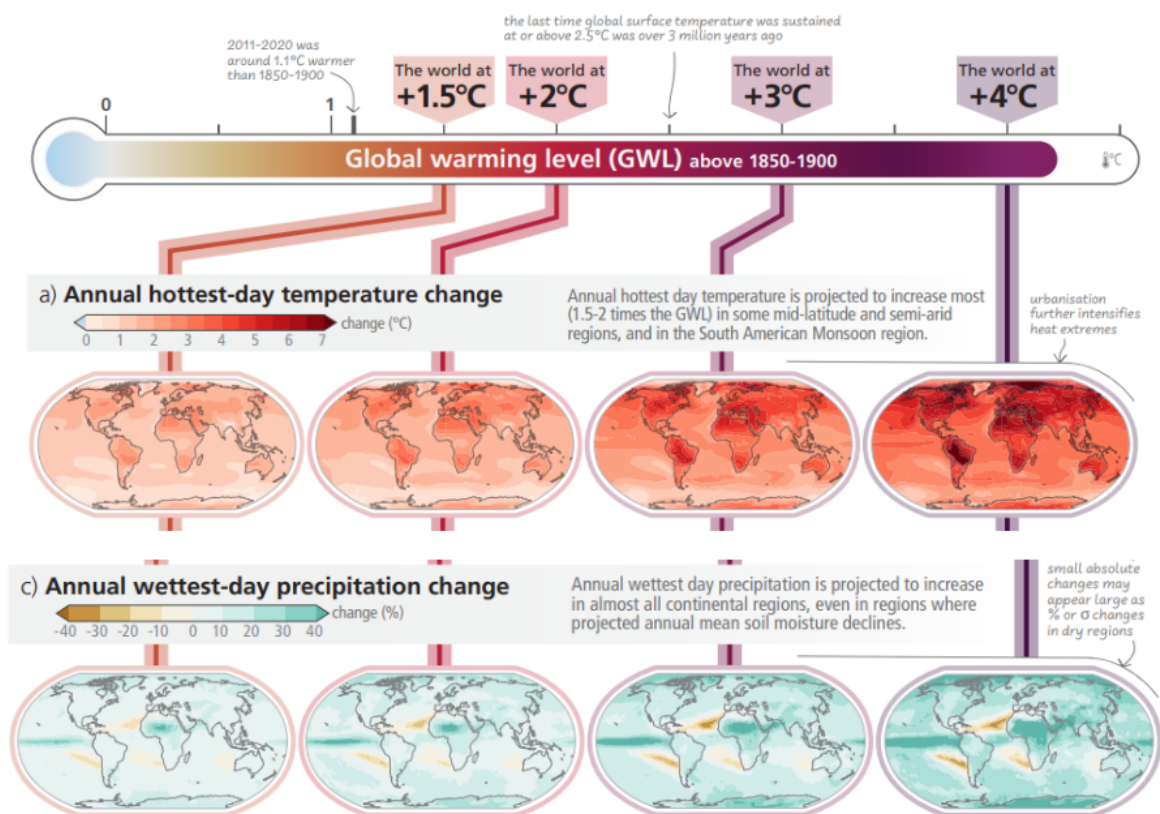 the last time global surface temperature was sustained
at or above 2.5°C was over 3 million years ago
2011-2020 was
around 1.1°C warmer
than 1850-1900
The world at
+1.5°C
The world at
+2°C
The world at
+3°C
The world at
+4°C
0
1
Global warming level (GWL) above 1850-1900
°C
a) Annual hottest-day temperature change
change (°C)
0 1 2 3 4 5 6 7
Annual hottest day temperature is projected to increase most
(1.5-2 times the GWL) in some mid-latitude and semi-arid
regions, and in the South American Monsoon region.
urbanisation
further intensifies
heat extremes
c) Annual wettest-day precipitation change
change (%)
-40 -30 -20 -10 0 10 20 30 40
Annual wettest day precipitation is projected to increase
in almost all continental regions, even in regions where
projected annual mean soil moisture declines.
small absolute
changes may
appear large as
% or σ changes
in dry regions